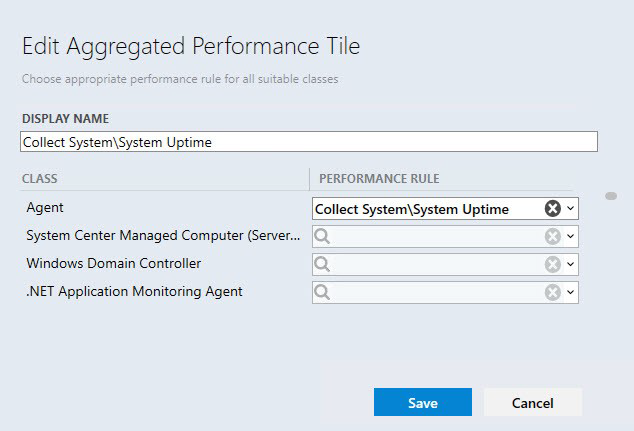 Edit Aggregated Performance Tile
Choose appropriate performance rule for all suitable classes
DISPLAY NAME
Collect System\System Uptime
CLASS PERFORMANCE RULE
Agent Collect System\System Uptime
System Center Managed Computer (Server...
Windows Domain Controller
.NET Application Monitoring Agent
Save Cancel